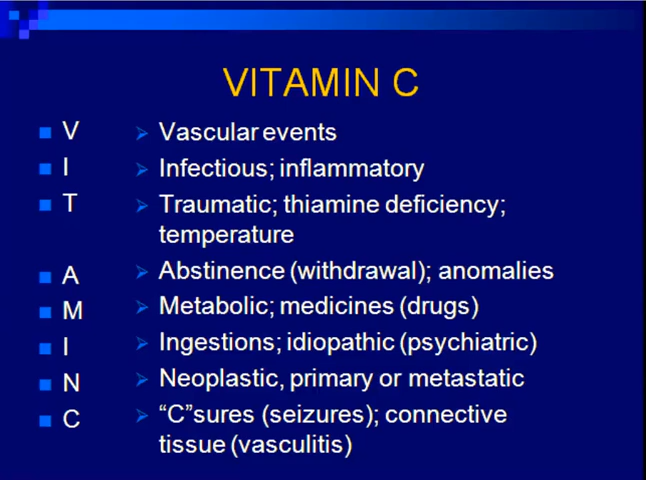 VITAMIN C
V Vascular events
I Infectious; inflammatory
T Traumatic; thiamine deficiency;
temperature
A Abstinence (withdrawal); anomalies
M Metabolic; medicines (drugs)
I Ingestions; idiopathic (psychiatric)
N Neoplastic, primary or metastatic
C “C”sures (seizures); connective
tissue (vasculitis)